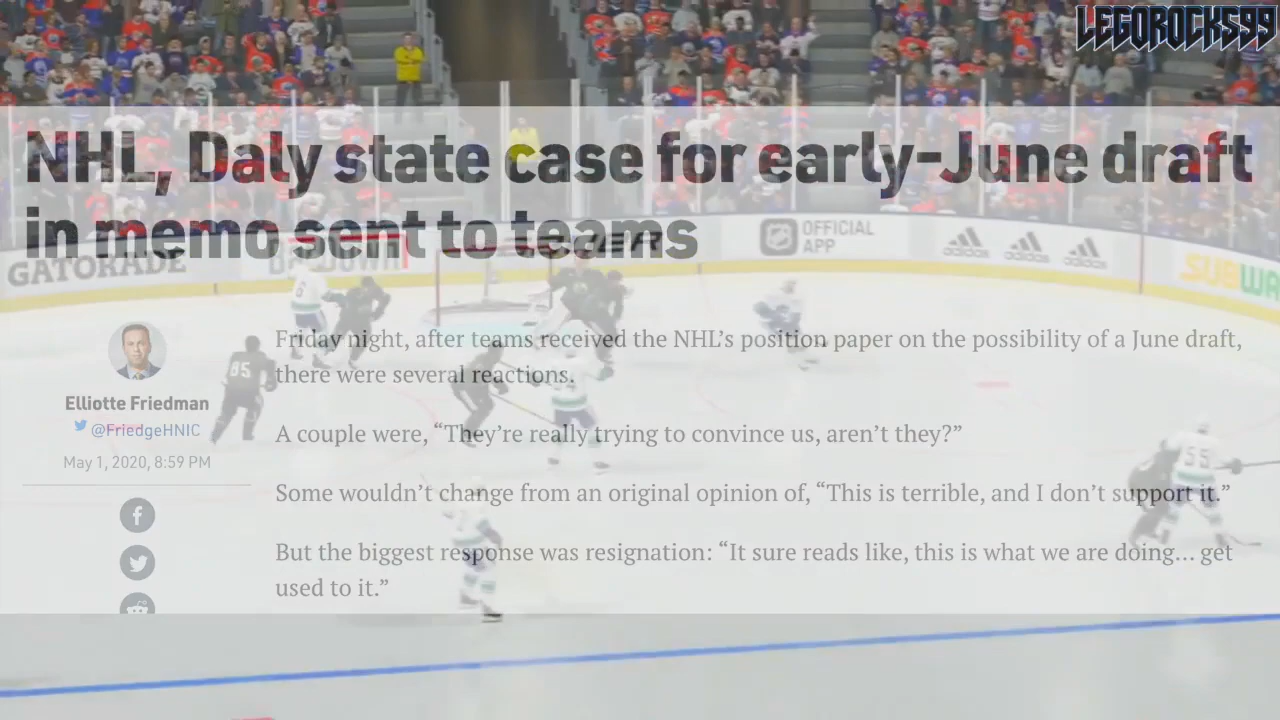 LEGOROCKS99
NHL, Daly state case for early-June draft
in memo sent to teams
OFFICIAL
APP
GATORADE
SUBWA
Friday night, after teams received the NHL’s position paper on the possibility of a June draft,
there were several reactions.
Elliotte Friedman
@FriedgeHNIC
May 1, 2020, 8:59 PM
A couple were, “They’re really trying to convince us, aren’t they?”
Some wouldn’t change from an original opinion of, “This is terrible, and I don’t support it.”
But the biggest response was resignation: “It sure reads like, this is what we are doing... get
used to it.”
85
6
55